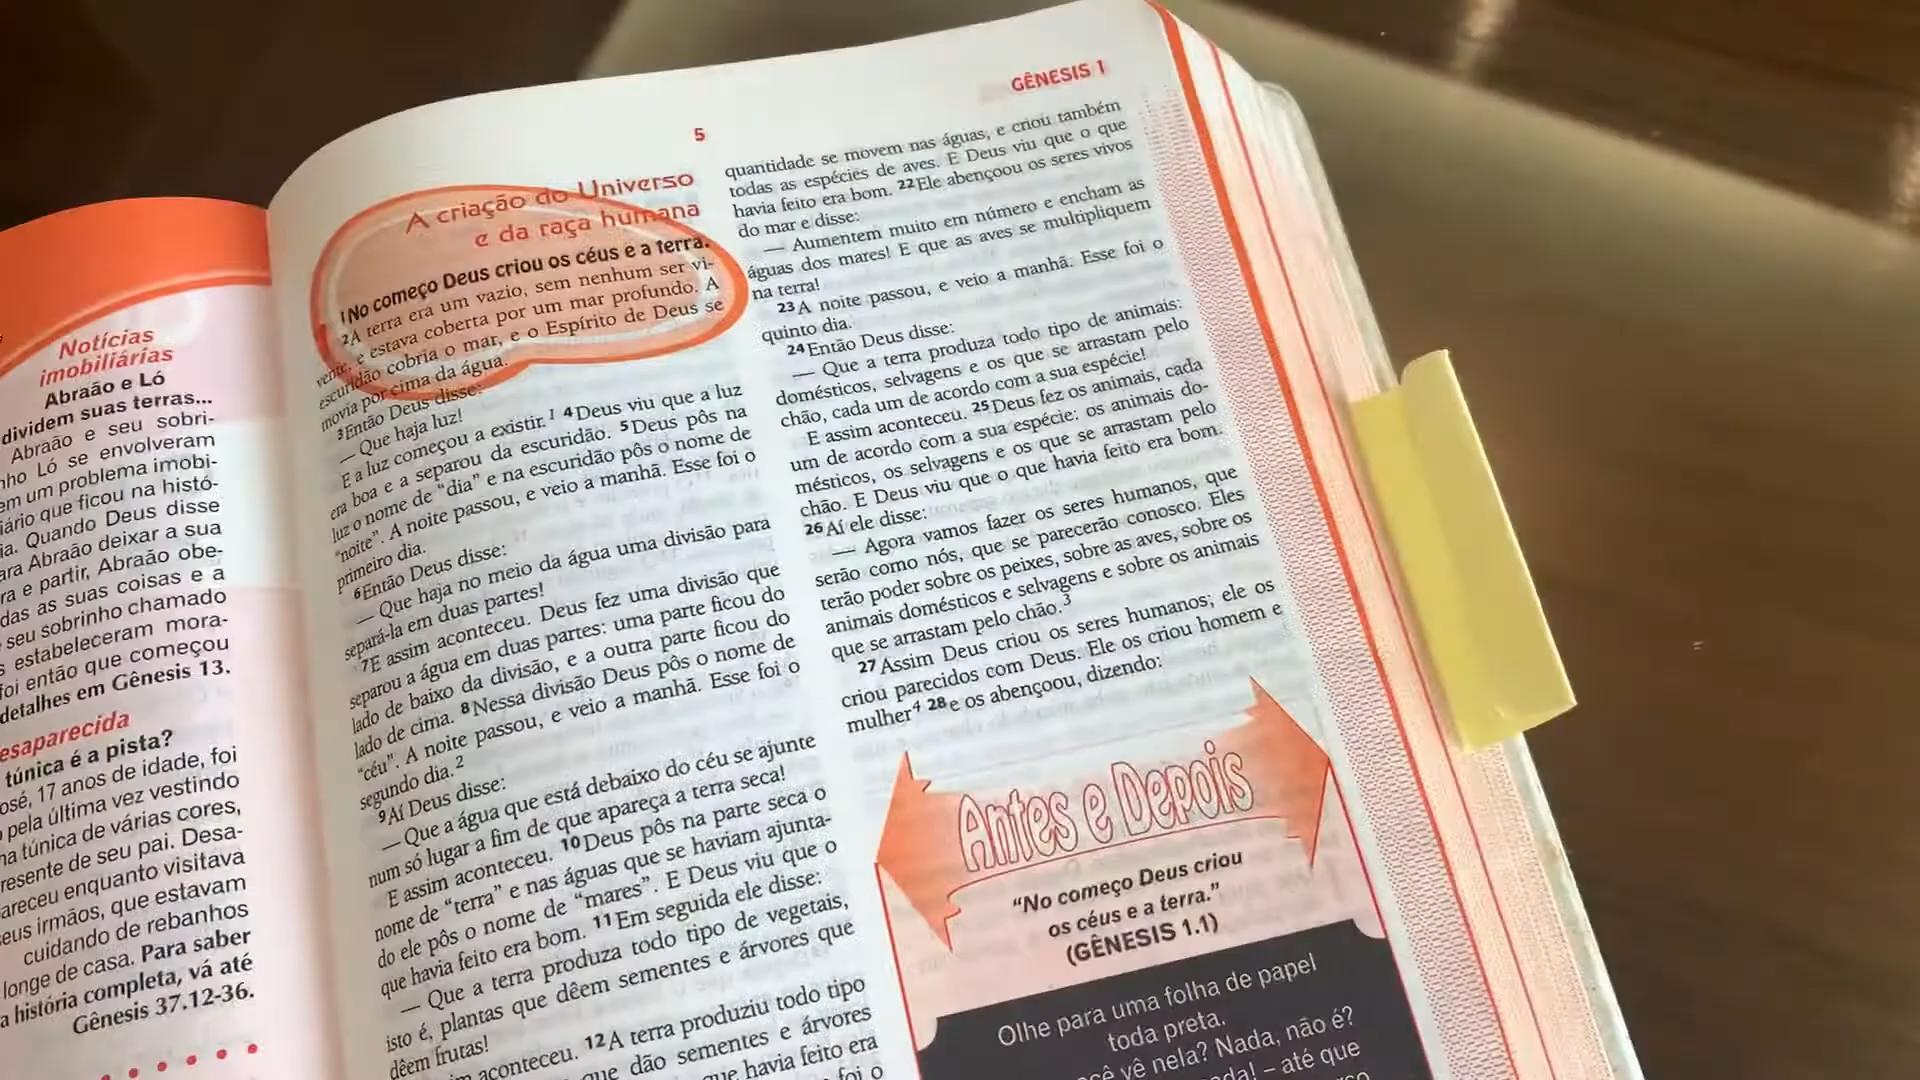 Notícias
imobiliárias
Abraão e Ló
dividem suas terras...
Abraão e seu sobri-
nho Ló se envolveram
em um problema imobi-
iário que ficou na histó-
ia. Quando Deus disse
ara Abraão deixar a sua
ra e partir, Abraão obe-
das as suas coisas e a
seu sobrinho chamado
s estabeleceram mora-
foi então que começou
detalhes em Gênesis 13.
esaparecida
túnica é a pista?
osé, 17 anos de idade, foi
pela última vez vestindo
na túnica de várias cores,
resente de seu pai. Desa-
areceu enquanto visitava
eus irmãos, que estavam
cuidando de rebanhos
longe de casa. Para saber
a história completa, vá até
Gênesis 37.12-36.
5
GÊNESIS 1
A criação do Universo
e da raça humana
1No começo Deus criou os céus e a terra.
2A terra era um vazio, sem nenhum ser vi-
vente, e estava coberta por um mar profundo. A
escuridão cobria o mar, e o Espírito de Deus se
movia por cima da água.
3Então Deus disse:
— Que haja luz!
E a luz começou a existir.1 4Deus viu que a luz
era boa e a separou da escuridão. 5Deus pôs na
luz o nome de “dia” e na escuridão pôs o nome de
“noite”. A noite passou, e veio a manhã. Esse foi o
primeiro dia.
6Então Deus disse:
— Que haja no meio da água uma divisão para
separá-la em duas partes!
7E assim aconteceu. Deus fez uma divisão que
separou a água em duas partes: uma parte ficou do
lado de baixo da divisão, e a outra parte ficou do
lado de cima. 8Nessa divisão Deus pôs o nome de
“céu”. A noite passou, e veio a manhã. Esse foi o
segundo dia.2
9Aí Deus disse:
— Que a água que está debaixo do céu se ajunte
num só lugar a fim de que apareça a terra seca!
E assim aconteceu. 10Deus pôs na parte seca o
nome de “terra” e nas águas que se haviam ajunta-
do ele pôs o nome de “mares”. E Deus viu que o
que havia feito era bom. 11Em seguida ele disse:
— Que a terra produza todo tipo de vegetais,
isto é, plantas que dêem sementes e árvores que
dêem frutas!
aconteceu. 12A terra produziu todo tipo
que dão sementes e árvores
que havia feito era
foi o
quantidade se movem nas águas, e criou também
todas as espécies de aves. E Deus viu que o que
havia feito era bom. 22Ele abençoou os seres vivos
do mar e disse:
— Aumentem muito em número e encham as
águas dos mares! E que as aves se multipliquem
na terra!
23A noite passou, e veio a manhã. Esse foi o
quinto dia.
24Então Deus disse:
— Que a terra produza todo tipo de animais:
domésticos, selvagens e os que se arrastam pelo
chão, cada um de acordo com a sua espécie!
E assim aconteceu. 25Deus fez os animais, cada
um de acordo com a sua espécie: os animais do-
mésticos, os selvagens e os que se arrastam pelo
chão. E Deus viu que o que havia feito era bom.
26Aí ele disse:
— Agora vamos fazer os seres humanos, que
serão como nós, que se parecerão conosco. Eles
terão poder sobre os peixes, sobre as aves, sobre os
animais domésticos e selvagens e sobre os animais
que se arrastam pelo chão.3
27Assim Deus criou os seres humanos; ele os
criou parecidos com Deus. Ele os criou homem e
mulher4 28e os abençoou, dizendo:
Antes e Depois
“No começo Deus criou
os céus e a terra.”
(GÊNESIS 1.1)
Olhe para uma folha de papel
toda preta.
vê nela? Nada, não é?
– até que